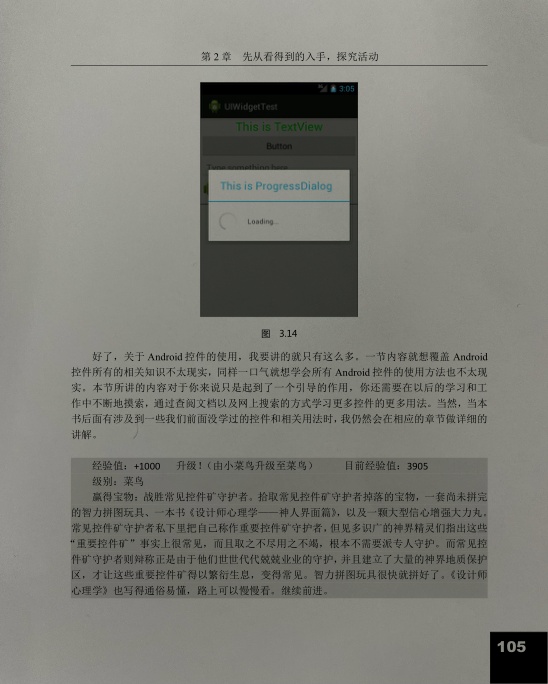 第 2 章　先从看得到的入手，探究活动
3:05
UIWidgetTest
This is TextView
Button
Type something here
This is ProgressDialog
Loading...
图 3.14
好了，关于 Android 控件的使用，我要讲的就只有这么多。一节内容就想覆盖 Android
控件所有的相关知识不太现实，同样一口气就想学会所有 Android 控件的使用方法也不太现
实。本节所讲的内容对于你来说只是起到了一个引导的作用，你还需要在以后的学习和工
作中不断地摸索，通过查阅文档以及网上搜索的方式学习更多控件的更多用法。当然，当本
书后面有涉及到一些我们前面没学过的控件和相关用法时，我仍然会在相应的章节做详细的
讲解。
经验值：+1000　升级！（由小菜鸟升级至菜鸟）　目前经验值：3905
级别：菜鸟
赢得宝物：战胜常见控件矿守护者。拾取常见控件矿守护者掉落的宝物，一套尚未拼完
的智力拼图玩具、一本书《设计师心理学——神人界面篇》，以及一颗大型信心增强大力丸。
常见控件矿守护者私下里把自己称作重要控件矿守护者，但见多识广的神界精灵们指出这些
“重要控件矿”事实上很常见，而且取之不尽用之不竭，根本不需要派专人守护。而常见控
件矿守护者则辩称正是由于他们世世代代兢兢业业的守护，并且建立了大量的神界地质保护
区，才让这些重要控件矿得以繁衍生息，变得常见。智力拼图玩具很快就拼好了。《设计师
心理学》也写得通俗易懂，路上可以慢慢看。继续前进。
105